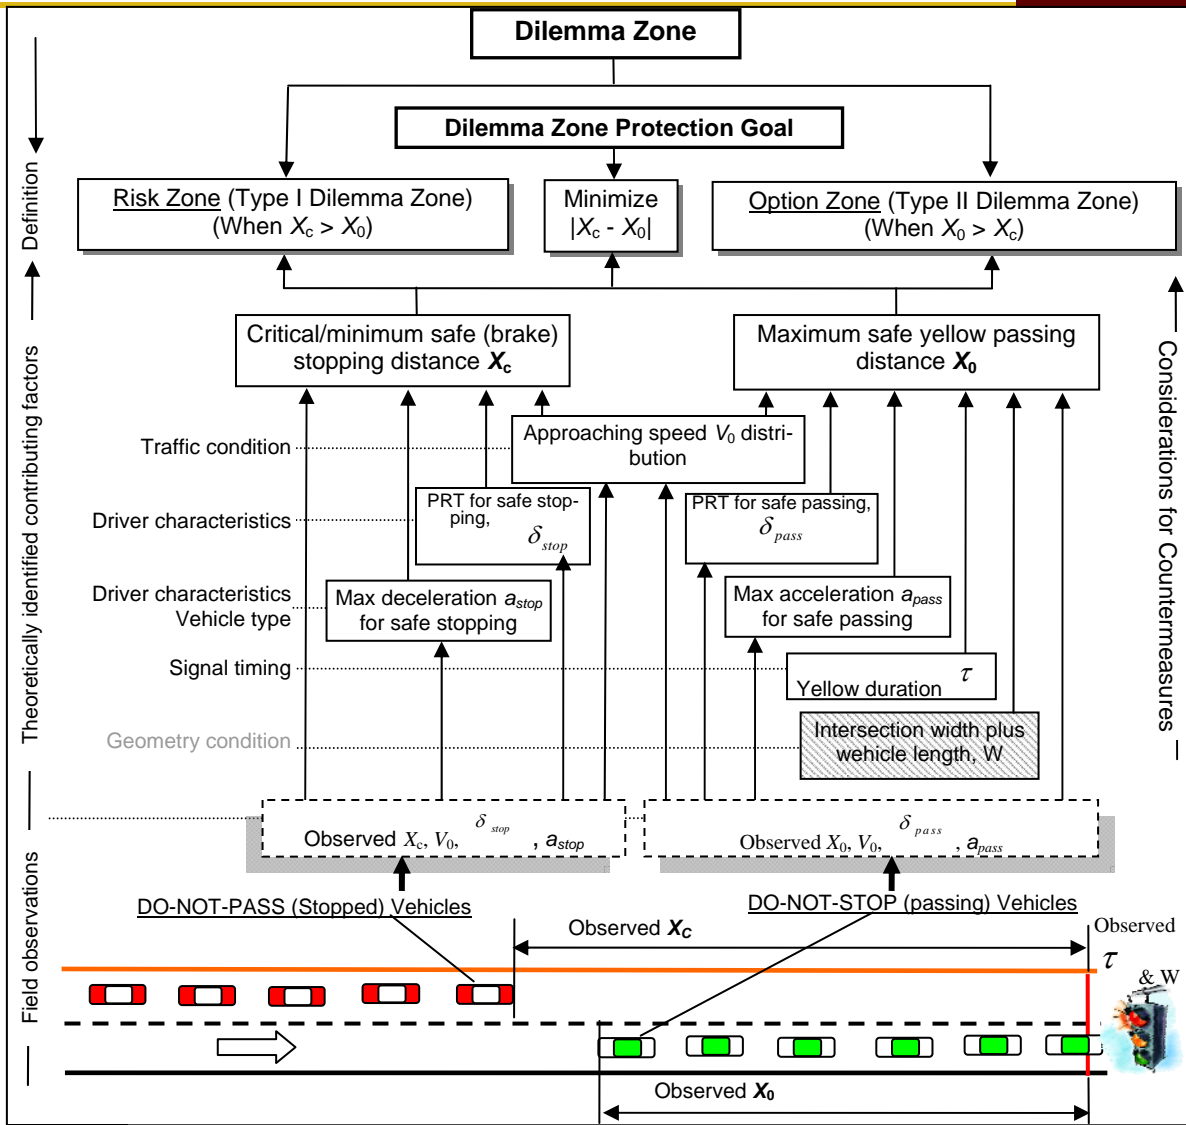 Dilemma Zone
Dilemma Zone Protection Goal
Risk Zone (Type I Dilemma Zone)
(When Xc > X0)
Minimize
|Xc - X0|
Option Zone (Type II Dilemma Zone)
(When X0 > Xc)
Critical/minimum safe (brake)
stopping distance Xc
Maximum safe yellow passing
distance X0
Traffic condition
Approaching speed V0 distri-
bution
Driver characteristics
PRT for safe stop-
ping,
δstop
PRT for safe passing,
δpass
Driver characteristics
Vehicle type
Max deceleration astop
for safe stopping
Max acceleration apass
for safe passing
Signal timing
τ
Yellow duration
Geometry condition
Intersection width plus
wehicle length, W
δstop
Observed Xc, V0, , astop
δpass
Observed X0, V0, , apass
DO-NOT-PASS (Stopped) Vehicles
DO-NOT-STOP (passing) Vehicles
Observed XC
Observed
τ
& W
Observed X0
Definition
Theoretically identified contributing factors
Field observations
Considerations for Countermeasures